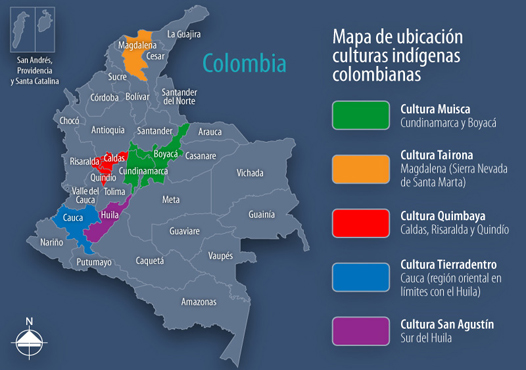 San Andrés,
Providencia
y Santa Catalina
La Guajira
Magdalena
Cesar
Sucre
Córdoba
Bolivar
Santander
del Norte
Chocó
Antioquia
Santander
Arauca
Risaralda
Caldas
Boyacá
Casanare
Cundinamarca
Quindío
Vichada
Valle del
Cauca
Tolima
Meta
Cauca
Huila
Guainía
Nariño
Guaviare
Putumayo
Caquetá
Vaupés
Amazonas
N
Colombia
Mapa de ubicación
culturas indígenas
colombianas
Cultura Muisca
Cundinamarca y Boyacá
Cultura Tairona
Magdalena (Sierra Nevada
de Santa Marta)
Cultura Quimbaya
Caldas, Risaralda y Quindío
Cultura Tierradentro
Cauca (región oriental en
límites con el Huila)
Cultura San Agustín
Sur del Huila